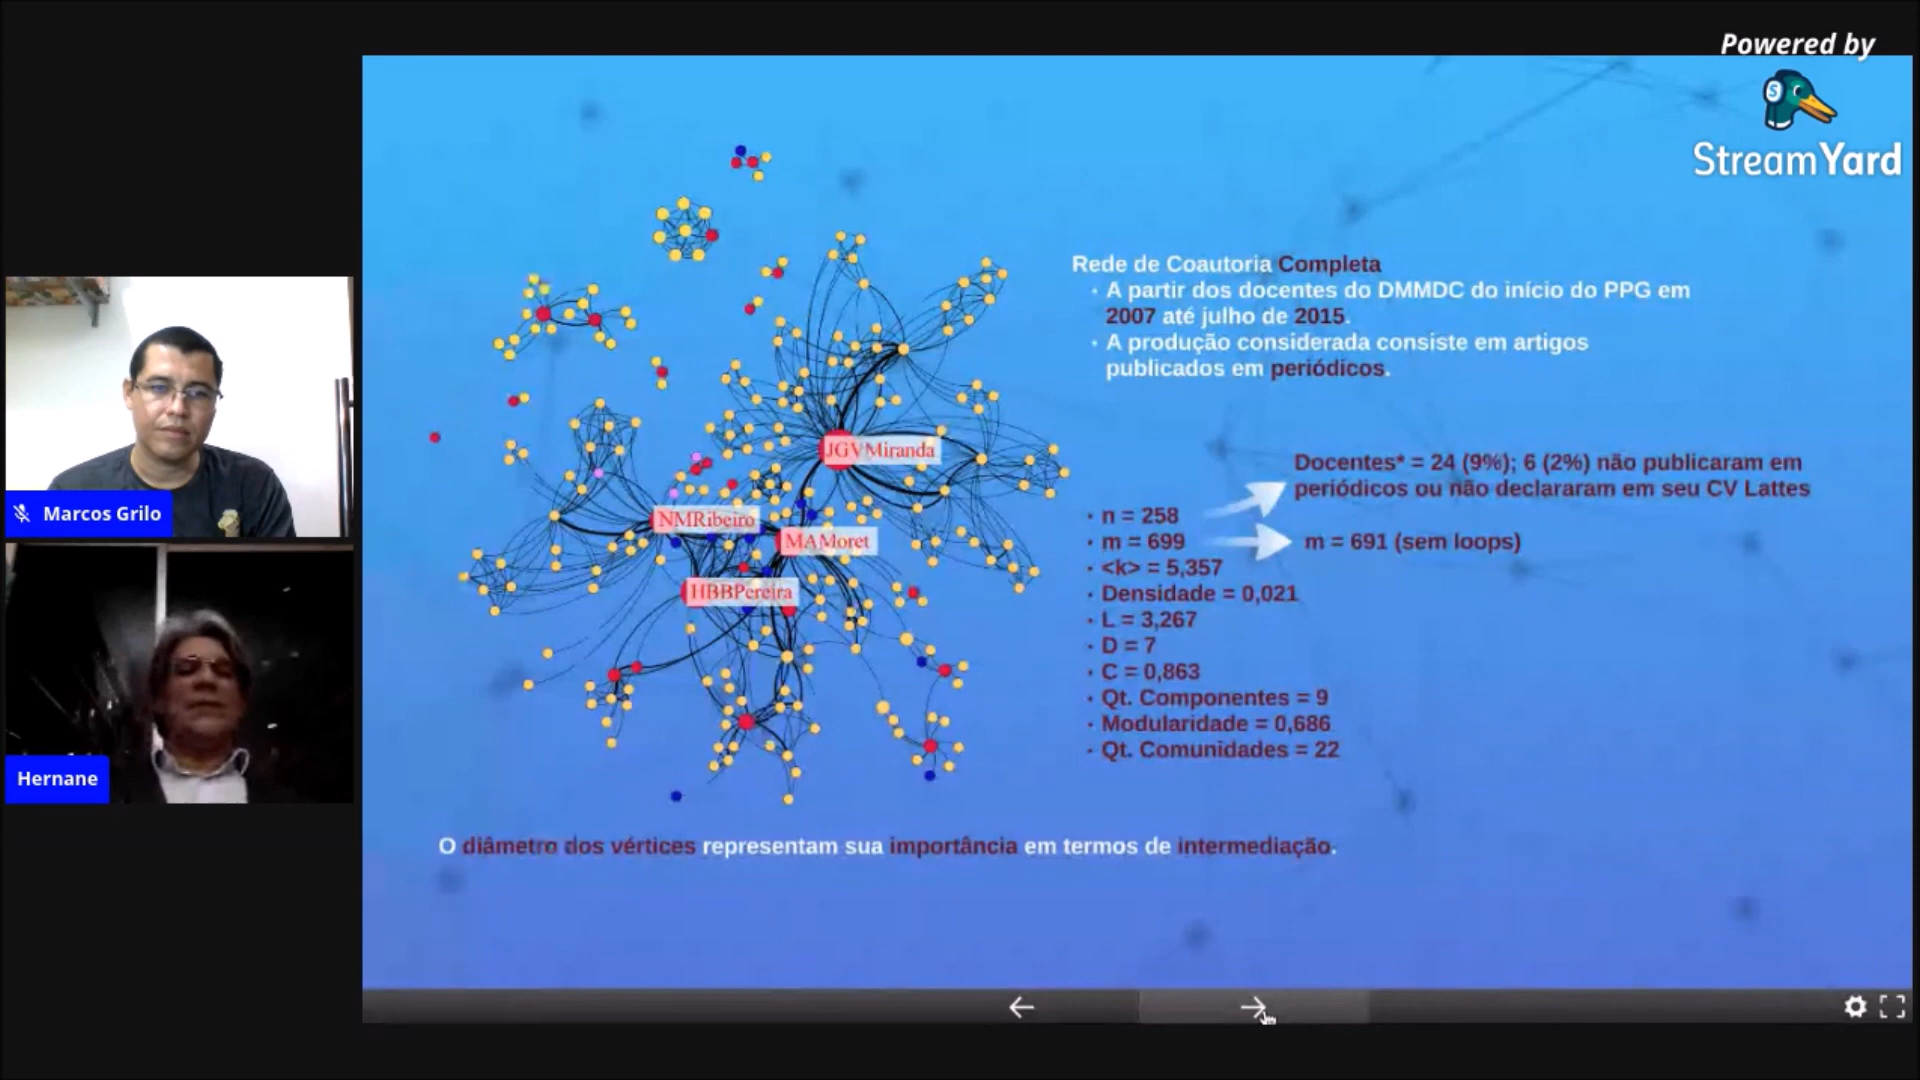 Powered by
StreamYard
Rede de Coautoria Completa
· A partir dos docentes do DMMDC do início do PPG em
2007 até julho de 2015.
· A produção considerada consiste em artigos
publicados em periódicos.
JGVMiranda
NMRibeiro
MAMoret
HBBPereira
Docentes* = 24 (9%); 6 (2%) não publicaram em
periódicos ou não declararam em seu CV Lattes
· n = 258
· m = 699
m = 691 (sem loops)
· <k> = 5,357
· Densidade = 0,021
· L = 3,267
· D = 7
· C = 0,863
· Qt. Componentes = 9
· Modularidade = 0,686
· Qt. Comunidades = 22
O diâmetro dos vértices representam sua importância em termos de intermediação.
Marcos Grilo
Hernane